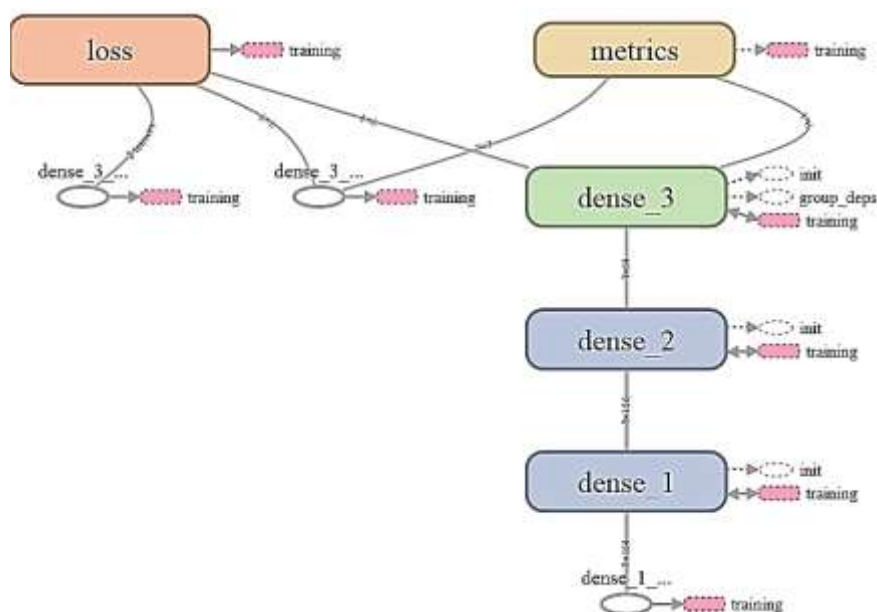 loss
training
metrics
training
dense_3_...
training
dense_3_...
training
dense_3
init
group_deps
training
dense_2
init
training
dense_1
init
training
dense_1_...
training